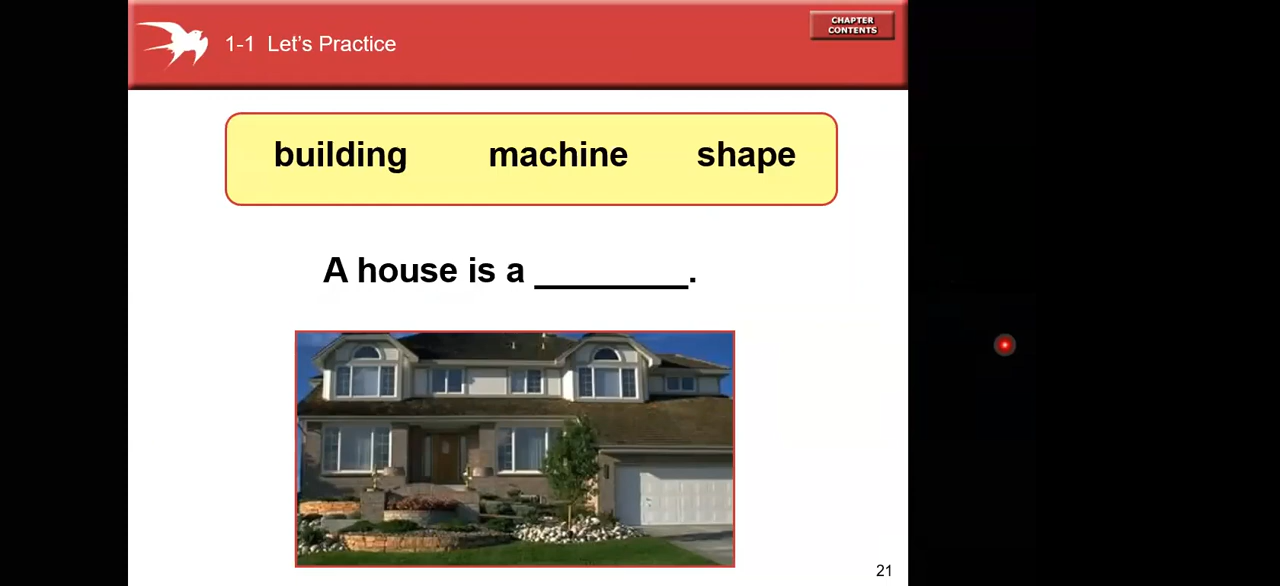 1-1 Let’s Practice
CHAPTER
CONTENTS
building machine shape
A house is a ________.
21